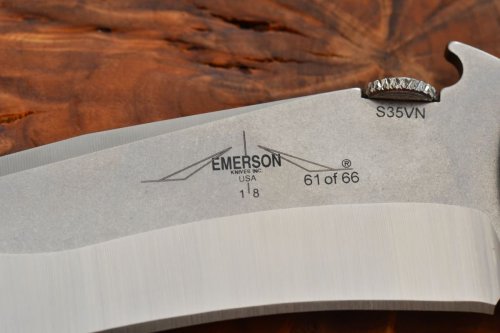 S35VN
EMERSON
KNIVES INC.
USA
®
61 of 66
1 8